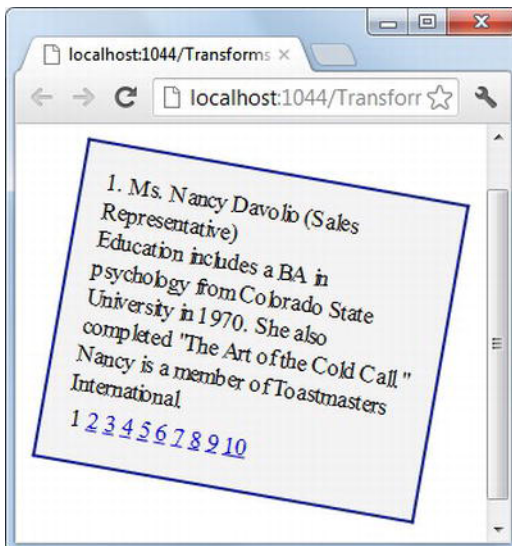 localhost:1044/Transforms
localhost:1044/Transforr
1. Ms. Nancy Davolio (Sales
Representative)
Education includes a BA in
psychology from Colorado State
University in 1970. She also
completed "The Art of the Cold Call."
Nancy is a member of Toastmasters
International.
1 2 3 4 5 6 7 8 9 10